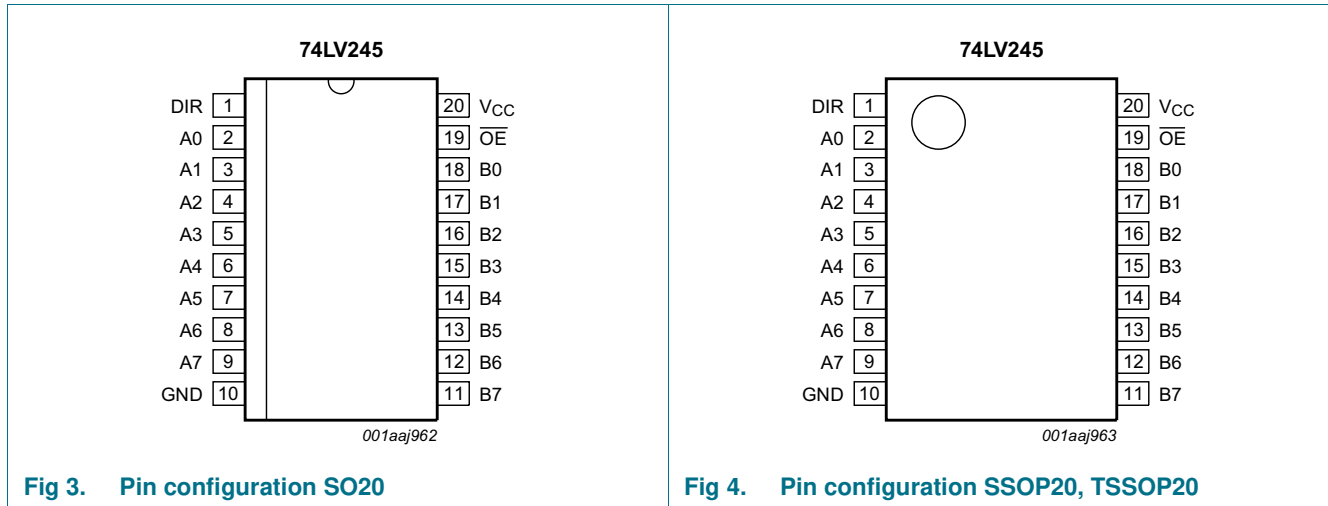 74LV245
DIR 1
A0 2
A1 3
A2 4
A3 5
A4 6
A5 7
A6 8
A7 9
GND 10
20 VCC
19 OE
18 B0
17 B1
16 B2
15 B3
14 B4
13 B5
12 B6
11 B7
001aaj962
Fig 3. Pin configuration SO20
74LV245
DIR 1
A0 2
A1 3
A2 4
A3 5
A4 6
A5 7
A6 8
A7 9
GND 10
20 VCC
19 OE
18 B0
17 B1
16 B2
15 B3
14 B4
13 B5
12 B6
11 B7
001aaj963
Fig 4. Pin configuration SSOP20, TSSOP20